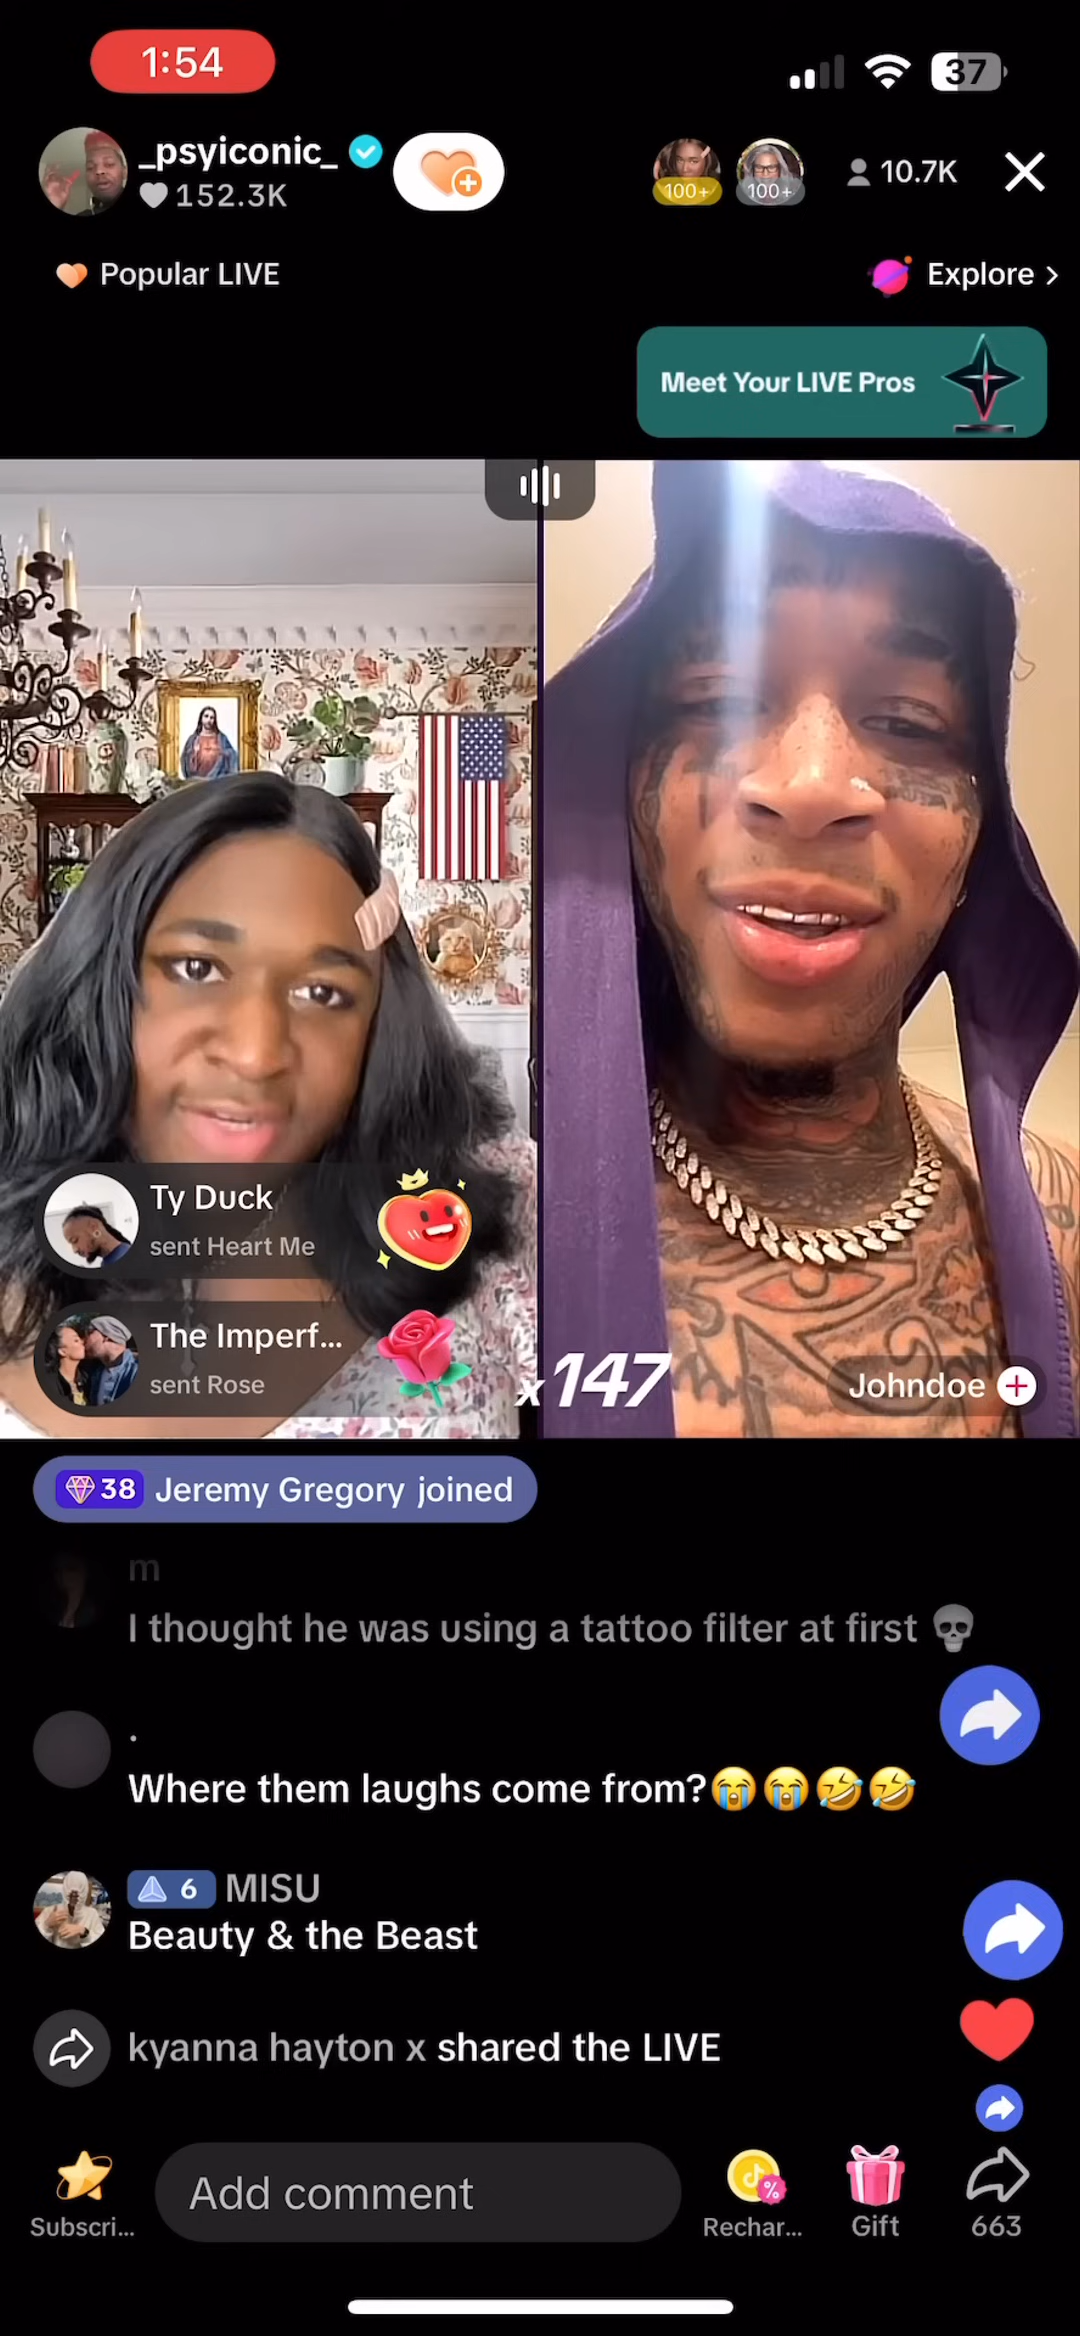 1:54
37
_psyiconic_
152.3K
100+
100+
10.7K
Popular LIVE
Explore >
Meet Your LIVE Pros
Ty Duck
sent Heart Me
The Imperf...
sent Rose
x147
Johndoe
38 Jeremy Gregory joined
m
I thought he was using a tattoo filter at first 💀
.
Where them laughs come from?😭😭🤣🤣
6 MISU
Beauty & the Beast
kyanna hayton x shared the LIVE
Subscri...
Add comment
Rechar...
Gift
663